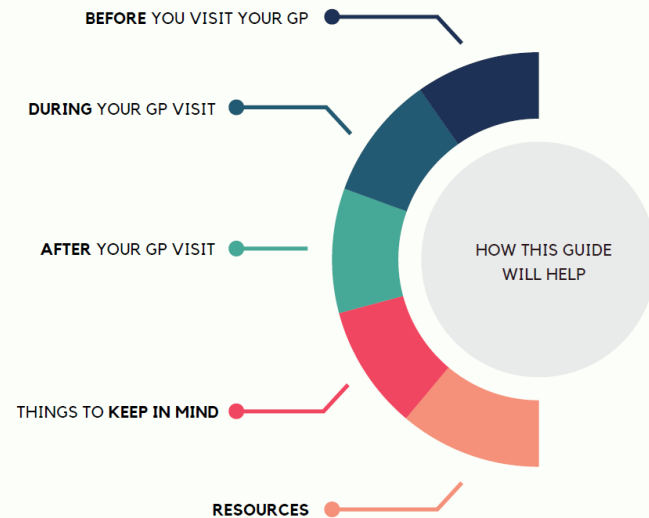 BEFORE YOU VISIT YOUR GP
DURING YOUR GP VISIT
AFTER YOUR GP VISIT
HOW THIS GUIDE
WILL HELP
THINGS TO KEEP IN MIND
RESOURCES